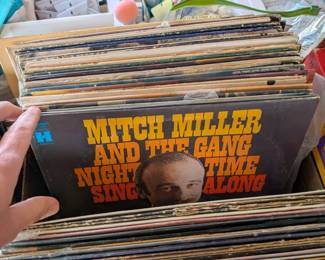 H
MITCH MILLER
AND THE GANG
NIGHT TIME
SING ALONG